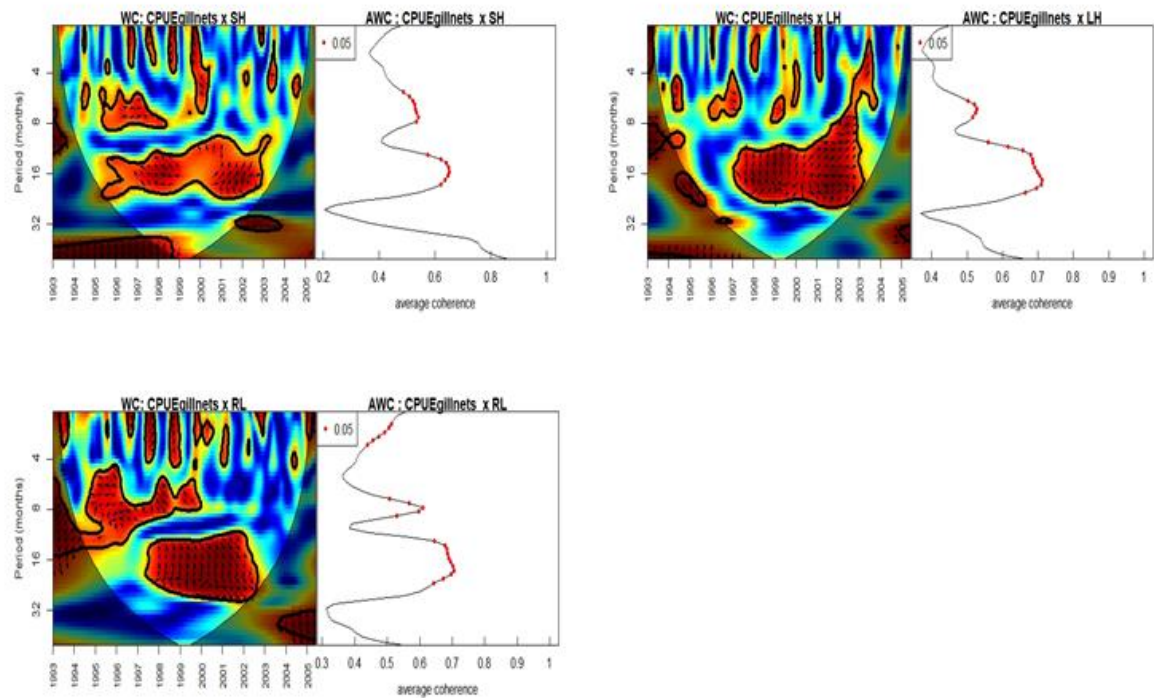 WC: CPUEgillnets x SH
AWC : CPUEgillnets x SH
0.05
Period (months)
4
8
16
32
1993 1994 1995 1996 1997 1998 1999 2000 2001 2002 2003 2004 2005
0.2 0.4 0.6 0.8 1
average coherence
WC: CPUEgillnets x LH
AWC : CPUEgillnets x LH
0.05
Period (months)
4
8
16
32
1993 1994 1995 1996 1997 1998 1999 2000 2001 2002 2003 2004 2005
0.4 0.5 0.6 0.7 0.8 0.9 1
average coherence
WC: CPUEgillnets x RL
AWC : CPUEgillnets x RL
0.05
Period (months)
4
8
16
32
1993 1994 1995 1996 1997 1998 1999 2000 2001 2002 2003 2004 2005
0.3 0.4 0.5 0.6 0.7 0.8 0.9 1
average coherence